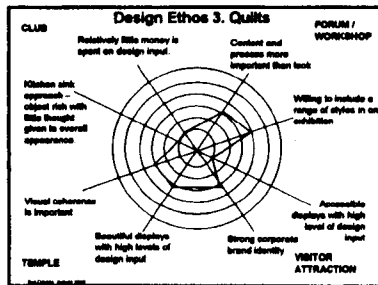 Design Ethos 3. Quilts
CLUB
FORUM /
WORKSHOP
Relatively little money is
spent on design input.
Content and
process more
important than look
Kitchen sink
approach –
object rich with
little thought
given to overall
appearance
Willing to include a
range of styles in an
exhibition
Visual coherence
is important
Accessible
displays with high
level of design
input
Beautiful displays
with high levels of
design input
Strong corporate
brand identity
TEMPLE
VISITOR
ATTRACTION